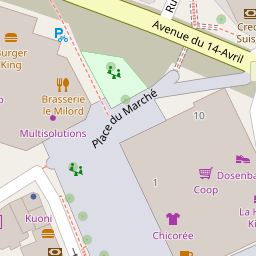 Avenue du 14-Avril
Ru
Cre
Suis
Burger
King
Brasserie
le Milord
Place du Marché
Multisolutions
10
Dosenba
Coop
1
La H
Ki
Kuoni
Chicorée